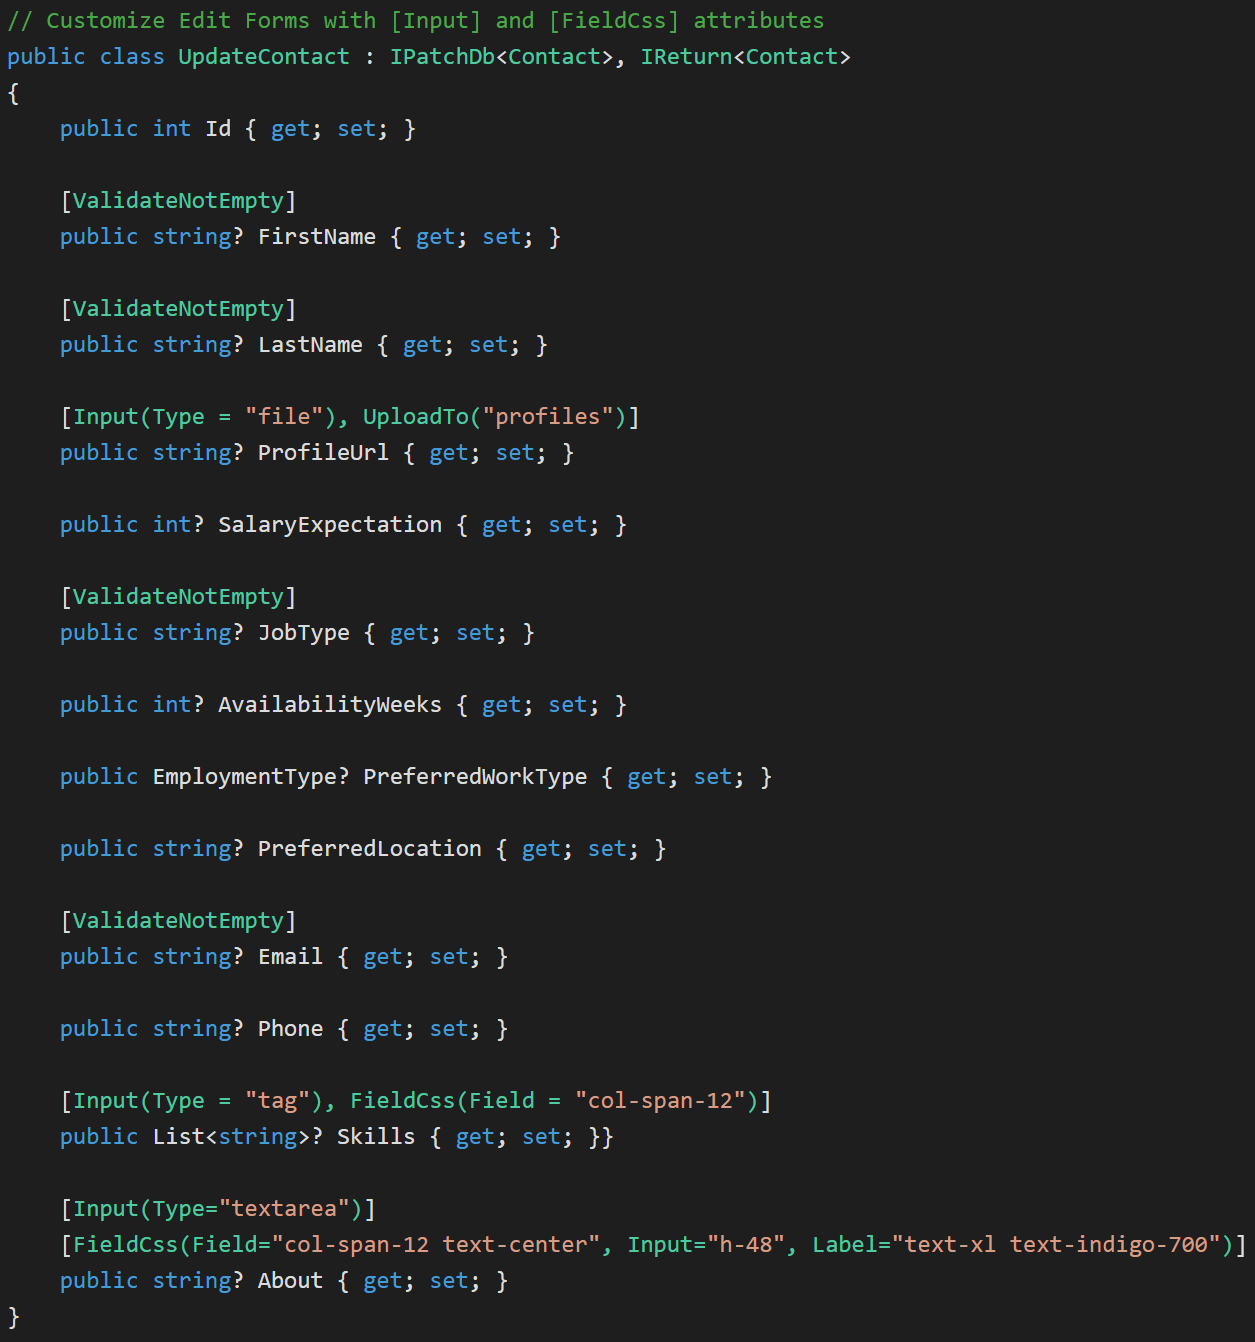 // Customize Edit Forms with [Input] and [FieldCss] attributes
public class UpdateContact : IPatchDb<Contact>, IReturn<Contact>
{
    public int Id { get; set; }

    [ValidateNotEmpty]
    public string? FirstName { get; set; }

    [ValidateNotEmpty]
    public string? LastName { get; set; }

    [Input(Type = "file"), UploadTo("profiles")]
    public string? ProfileUrl { get; set; }

    public int? SalaryExpectation { get; set; }

    [ValidateNotEmpty]
    public string? JobType { get; set; }

    public int? AvailabilityWeeks { get; set; }

    public EmploymentType? PreferredWorkType { get; set; }

    public string? PreferredLocation { get; set; }

    [ValidateNotEmpty]
    public string? Email { get; set; }

    public string? Phone { get; set; }

    [Input(Type = "tag"), FieldCss(Field = "col-span-12")]
    public List<string>? Skills { get; set; }}

    [Input(Type="textarea")]
    [FieldCss(Field="col-span-12 text-center", Input="h-48", Label="text-xl text-indigo-700")]
    public string? About { get; set; }
}